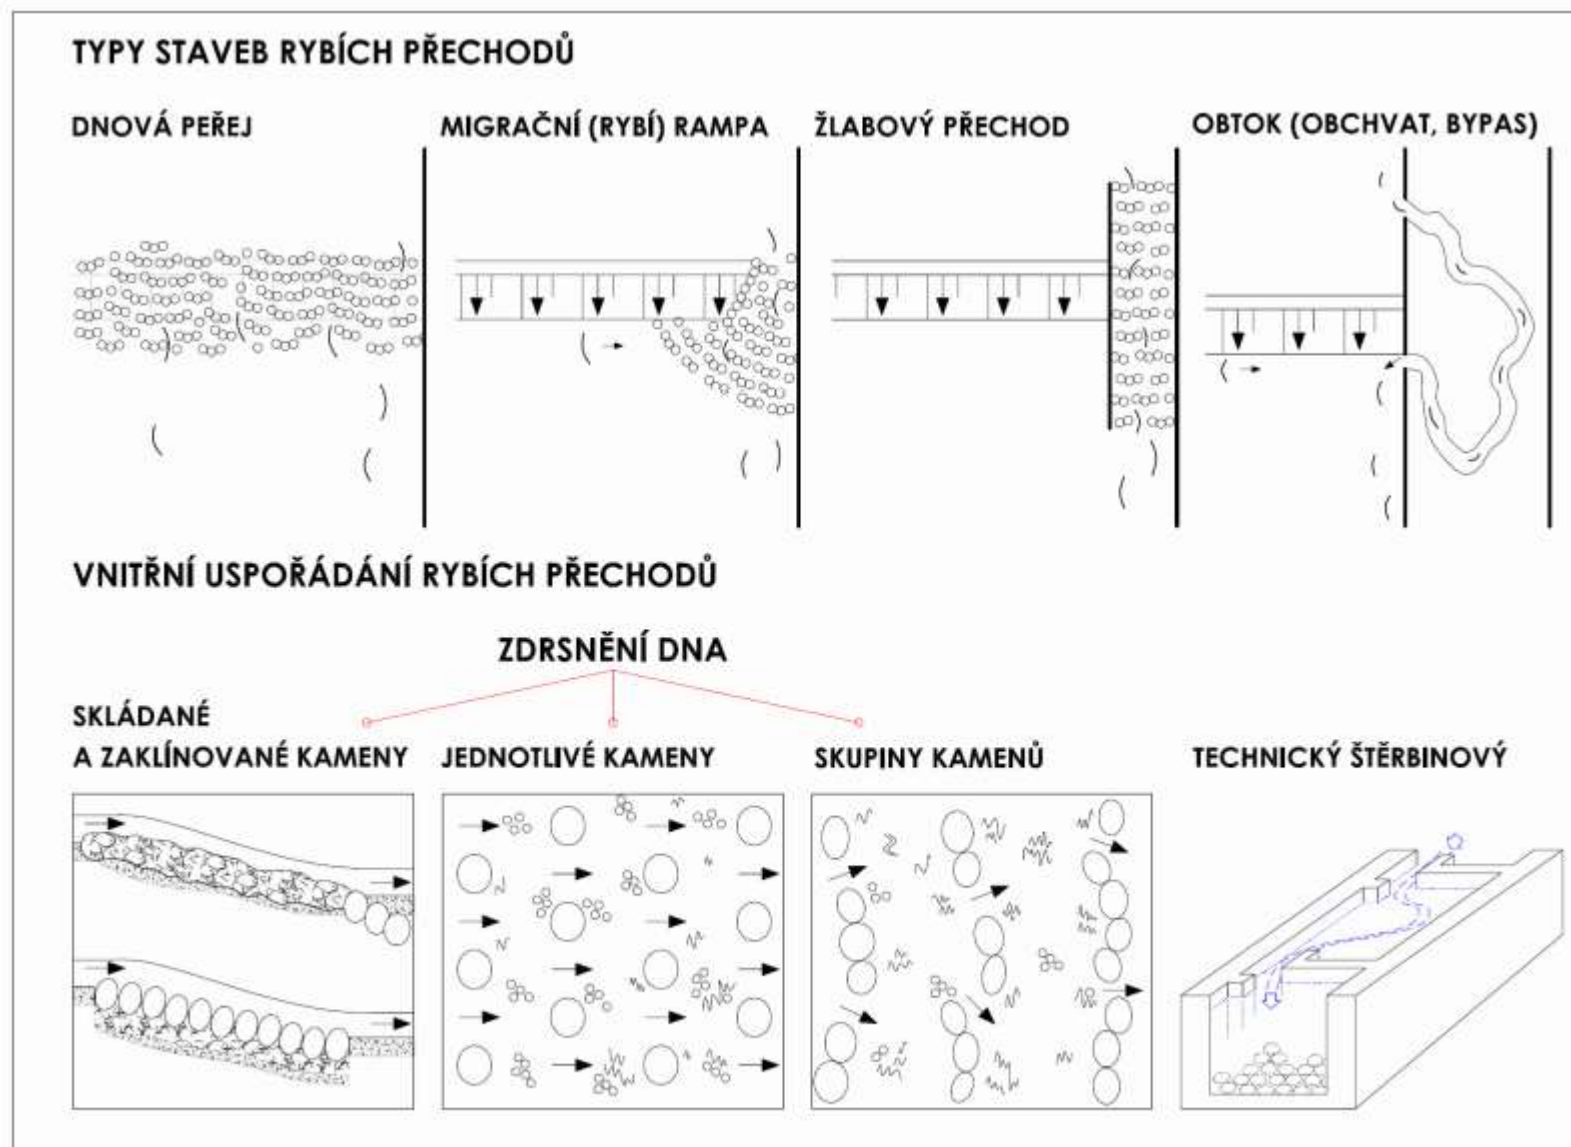 TYPY STAVEB RYBÍCH PŘECHODŮ
DNOVÁ PEŘEJ
MIGRAČNÍ (RYBÍ) RAMPA
ŽLABOVÝ PŘECHOD
OBTOK (OBCHVAT, BYPAS)
VNITŘNÍ USPOŘÁDÁNÍ RYBÍCH PŘECHODŮ
ZDRSNĚNÍ DNA
SKLÁDANÉ
A ZAKLÍNOVANÉ KAMENY
JEDNOTLIVÉ KAMENY
SKUPINY KAMENŮ
TECHNICKÝ ŠTĚRBINOVÝ